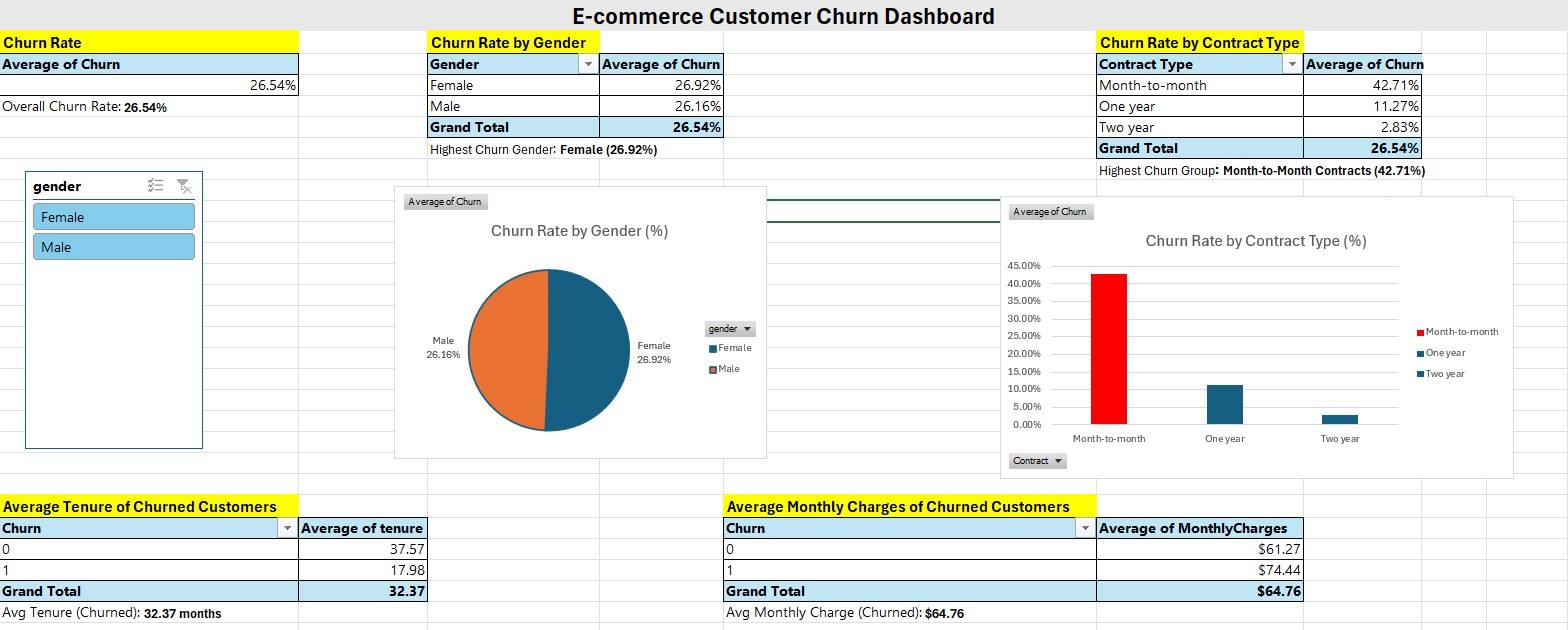 E-commerce Customer Churn Dashboard
Churn Rate
Average of Churn
26.54%
Overall Churn Rate: 26.54%
Churn Rate by Gender
Gender Average of Churn
Female 26.92%
Male 26.16%
Grand Total 26.54%
Highest Churn Gender: Female (26.92%)
Churn Rate by Contract Type
Contract Type Average of Churn
Month-to-month 42.71%
One year 11.27%
Two year 2.83%
Grand Total 26.54%
Highest Churn Group: Month-to-Month Contracts (42.71%)
gender
Female
Male
Average of Churn
Churn Rate by Gender (%)
Male
26.16%
Female
26.92%
gender
Female
Male
Average of Churn
Churn Rate by Contract Type (%)
45.00%
40.00%
35.00%
30.00%
25.00%
20.00%
15.00%
10.00%
5.00%
0.00%
Month-to-month One year Two year
Month-to-month
One year
Two year
Contract
Average Tenure of Churned Customers
Churn Average of tenure
0 37.57
1 17.98
Grand Total 32.37
Avg Tenure (Churned): 32.37 months
Average Monthly Charges of Churned Customers
Churn Average of MonthlyCharges
0 $61.27
1 $74.44
Grand Total $64.76
Avg Monthly Charge (Churned): $64.76